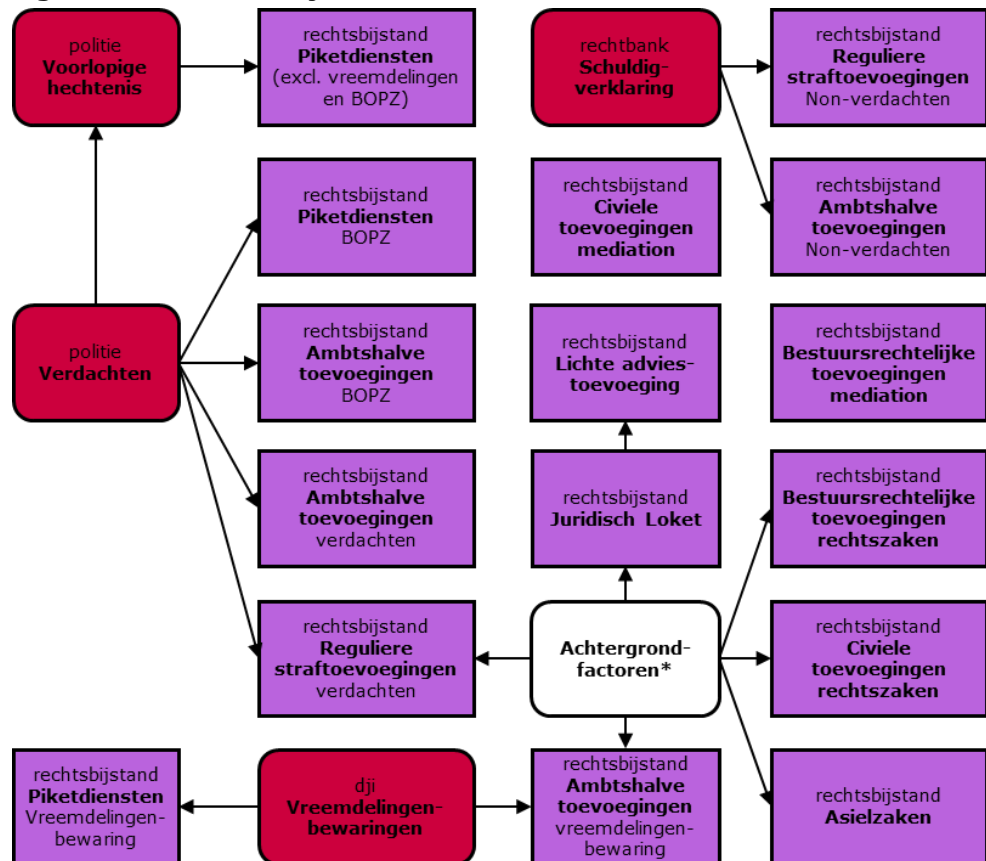 politie
Voorlopige
hechtenis
rechtsbijstand
Piketdiensten
(excl. vreemdelingen
en BOPZ)
rechtbank
Schuldig-
verklaring
rechtsbijstand
Reguliere
straftoevoegingen
Non-verdachten
rechtsbijstand
Piketdiensten
BOPZ
rechtsbijstand
Civiele
toevoegingen
mediation
rechtsbijstand
Ambtshalve
toevoegingen
Non-verdachten
politie
Verdachten
rechtsbijstand
Ambtshalve
toevoegingen
BOPZ
rechtsbijstand
Lichte advies-
toevoeging
rechtsbijstand
Bestuursrechtelijke
toevoegingen
mediation
rechtsbijstand
Ambtshalve
toevoegingen
verdachten
rechtsbijstand
Juridisch Loket
rechtsbijstand
Bestuursrechtelijke
toevoegingen
rechtszaken
rechtsbijstand
Reguliere
straftoevoegingen
verdachten
Achtergrond-
factoren*
rechtsbijstand
Civiele
toevoegingen
rechtszaken
rechtsbijstand
Piketdiensten
Vreemdelingen-
bewaring
dji
Vreemdelingen-
bewaringen
rechtsbijstand
Ambtshalve
toevoegingen
vreemdelingen-
bewaring
rechtsbijstand
Asielzaken